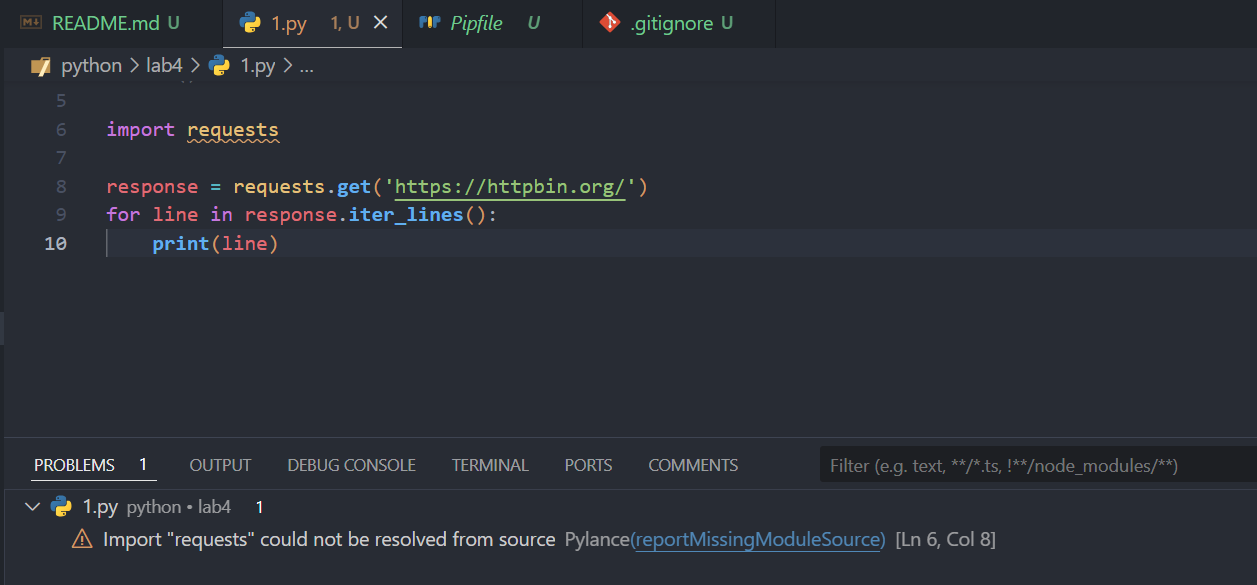 README.md U 1.py 1, U Pipfile U .gitignore U
python > lab4 > 1.py > ...
5
6 import requests
7
8 response = requests.get('https://httpbin.org/')
9 for line in response.iter_lines():
10 print(line)
PROBLEMS 1 OUTPUT DEBUG CONSOLE TERMINAL PORTS COMMENTS Filter (e.g. text, **/*.ts, !**/node_modules/**)
1.py python • lab4 1
Import "requests" could not be resolved from source Pylance(reportMissingModuleSource) [Ln 6, Col 8]